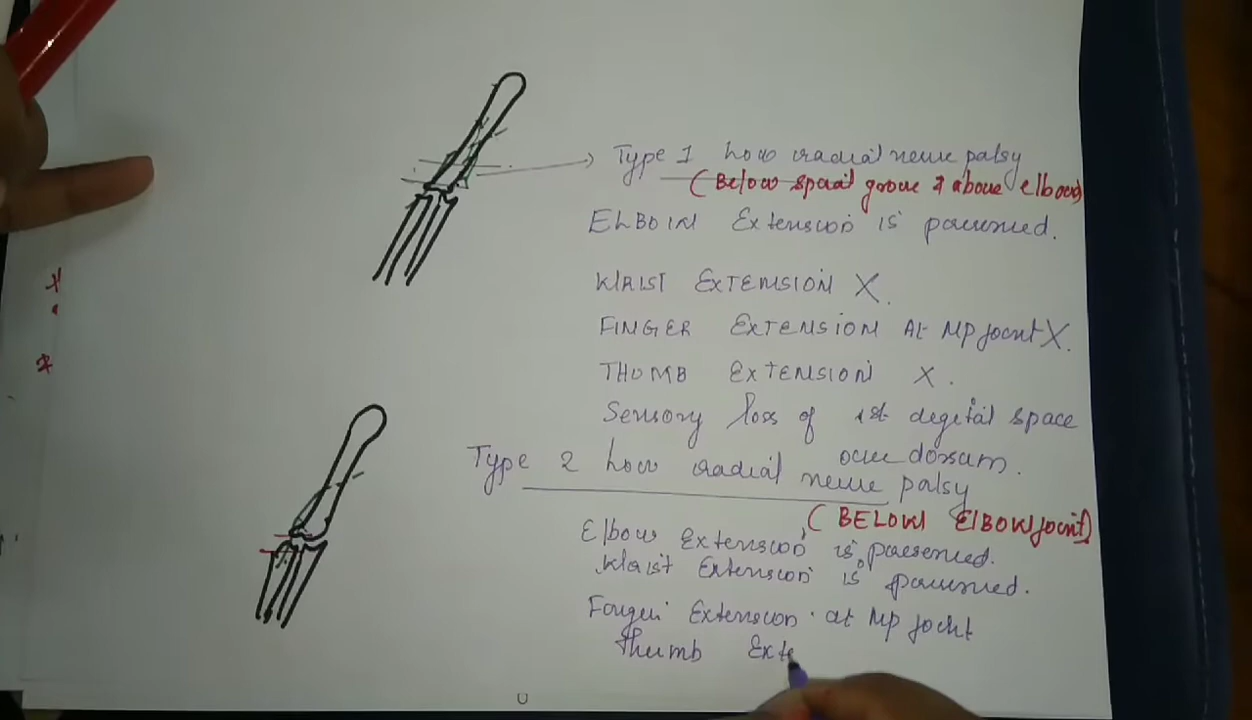 Type 1 low radial nerve palsy
(Below spiral groove & above elbow)
ELBOW Extension is preserved.
WRIST EXTENSION X.
FINGER EXTENSION At MP joint X.
THUMB EXTENSION X.
Sensory loss of 1st degital space
over dorsum.
Type 2 low radial nerve palsy
(BELOW ElBOW joint)
Elbow Extension is preserved.
Wrist Extension is preserved.
Finger Extension at MP joint
Thumb Exte